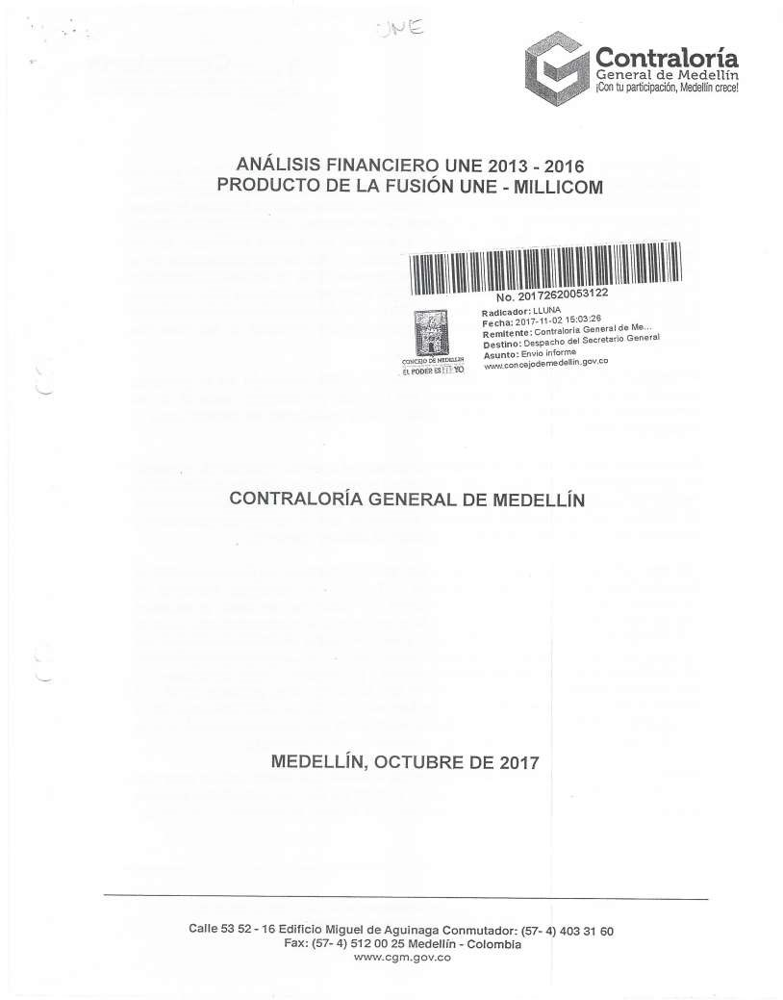 UNE
Contraloría
General de Medellín
¡Con tu participación, Medellín crece!
ANÁLISIS FINANCIERO UNE 2013 - 2016
PRODUCTO DE LA FUSIÓN UNE - MILLICOM
No. 20172620053122
Radicador: LLUNA
Fecha: 2017-11-02 15:03:26
Remitente: Contraloria General de Me...
Destino: Despacho del Secretario General
Asunto: Envio informe
www.concejodemedellin.gov.co
CONCEJO DE MEDELLÍN
EL PODER ES YO
CONTRALORÍA GENERAL DE MEDELLÍN
MEDELLÍN, OCTUBRE DE 2017
Calle 53 52 - 16 Edificio Miguel de Aguinaga Conmutador: (57- 4) 403 31 60
Fax: (57- 4) 512 00 25 Medellín - Colombia
www.cgm.gov.co